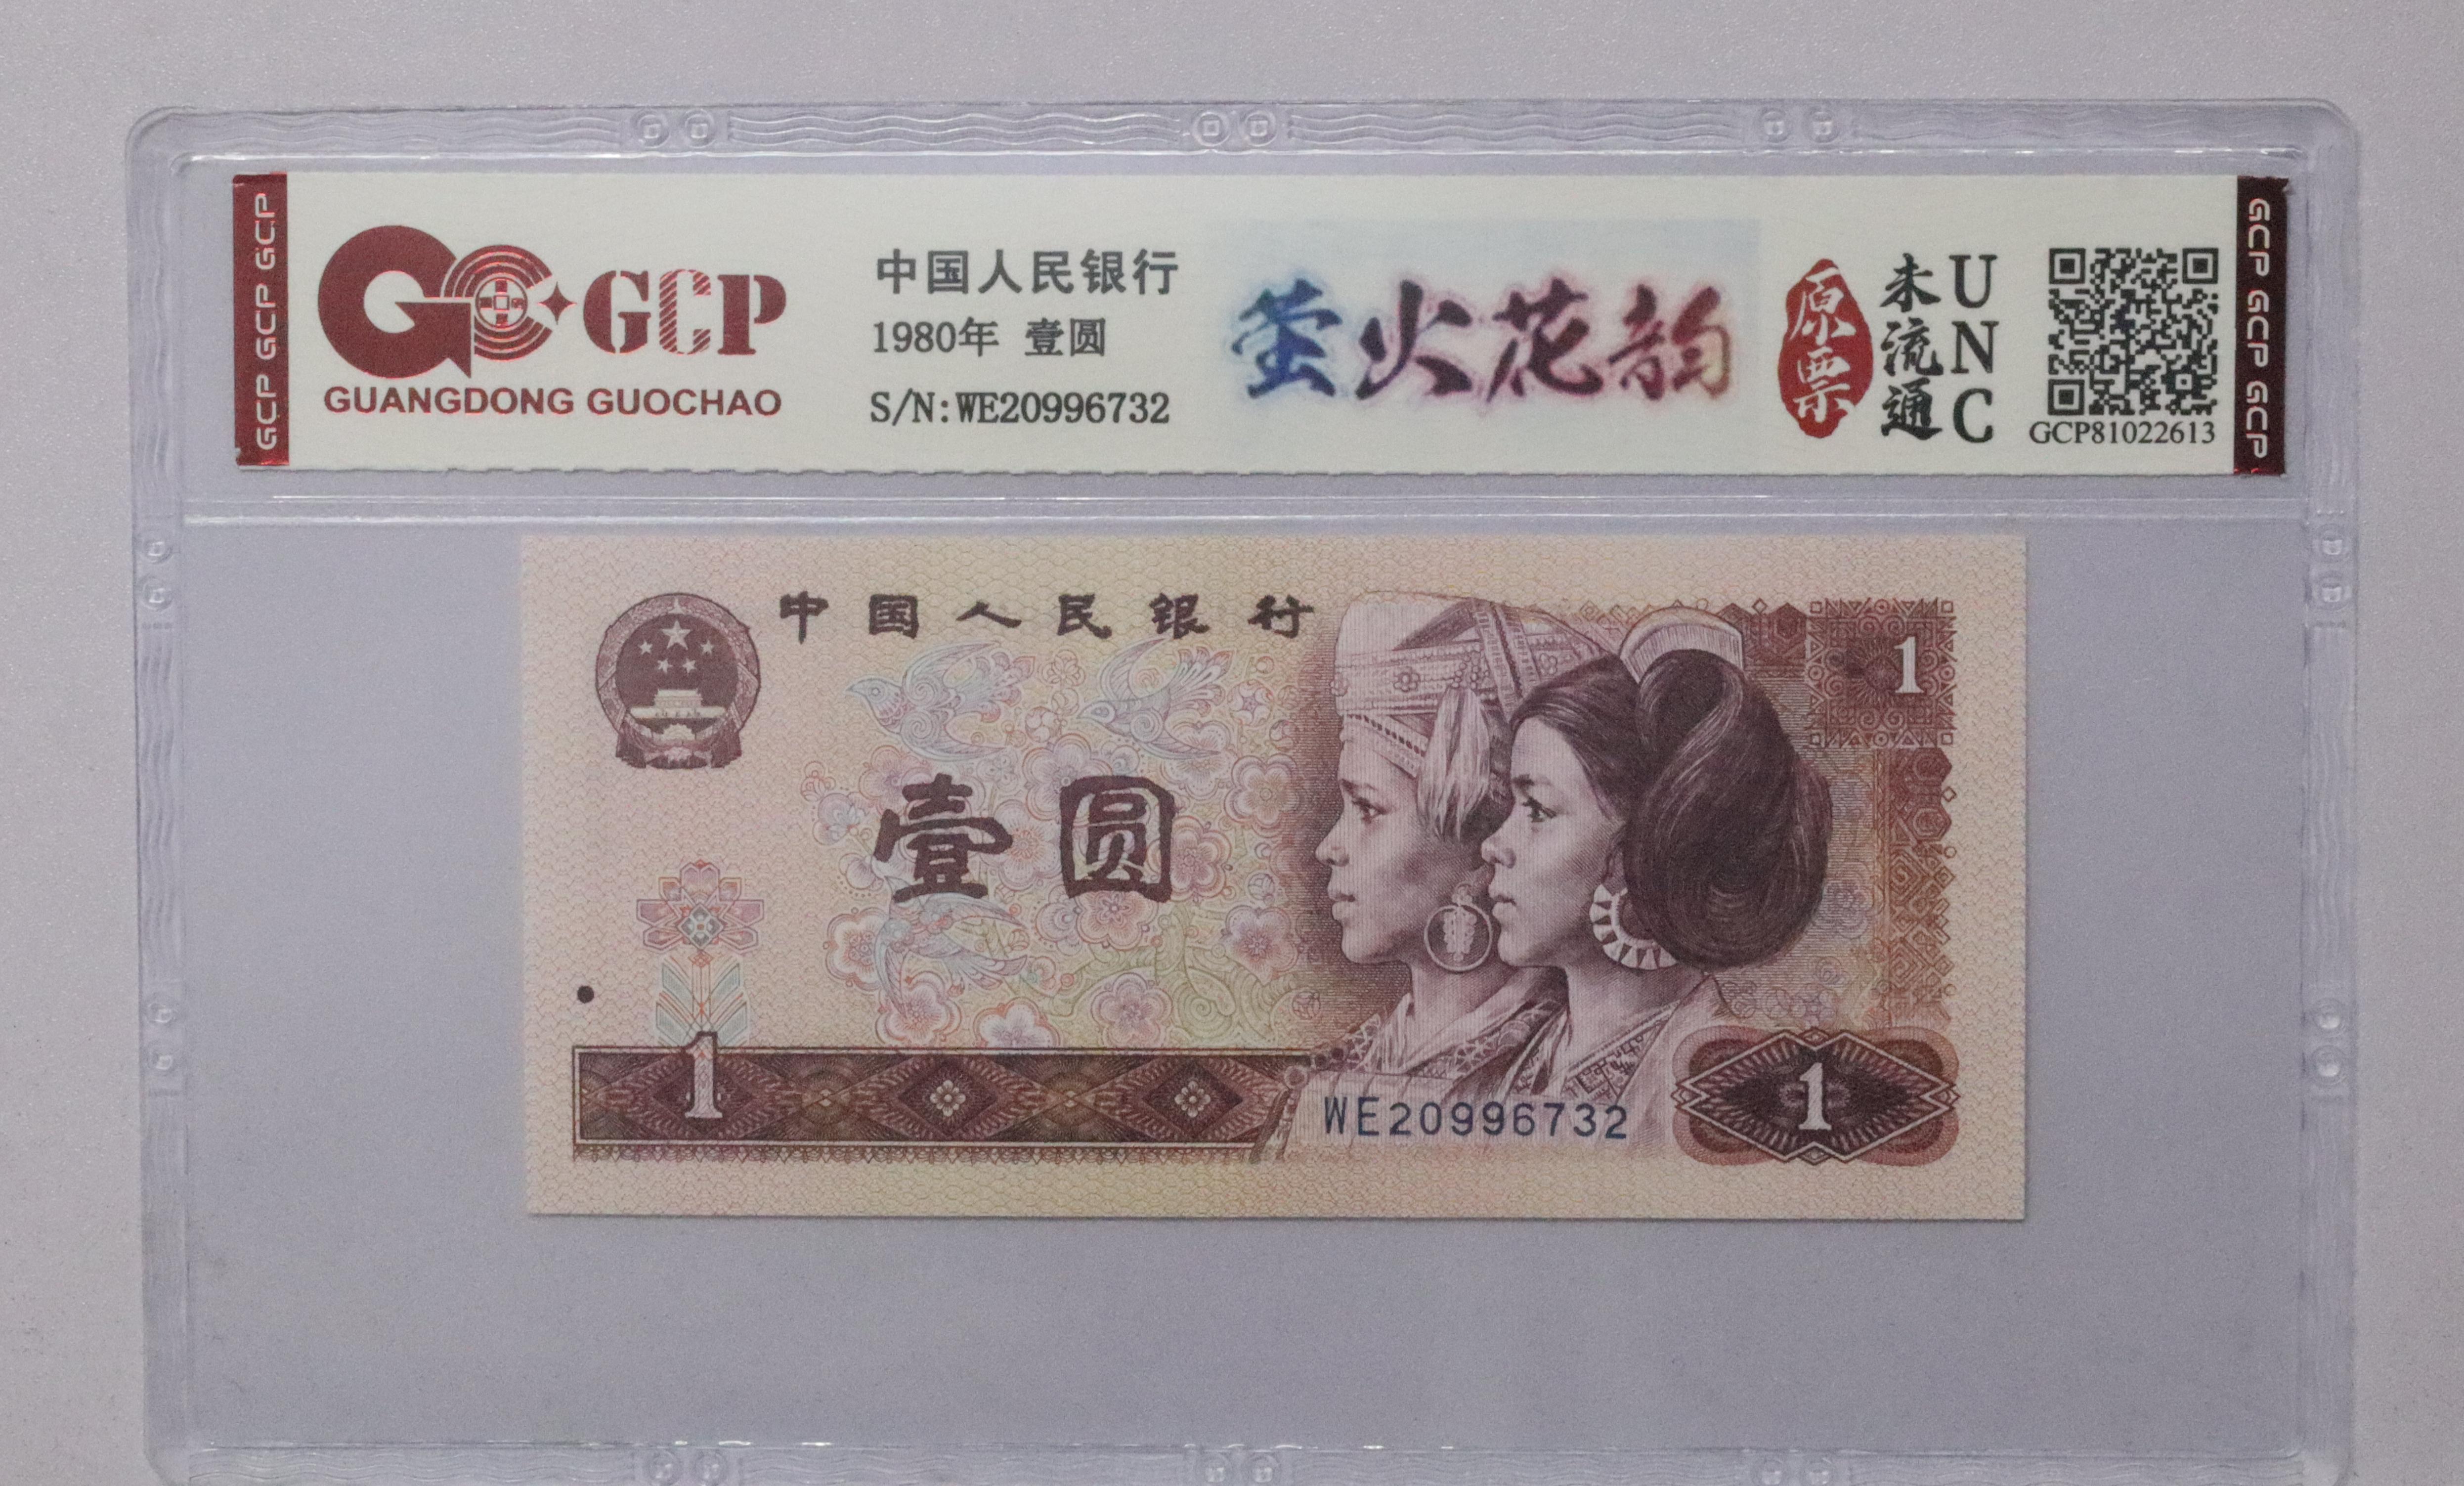 GCP GCP GCP
GCP
GUANGDONG GUOCHAO
中国人民银行
1980年 壹圆
S/N:WE20996732
萤火花韵
原票
未流通
UNC
GCP81022613
GCP GCP GCP
中国人民银行
1
壹圆
1
WE20996732
1